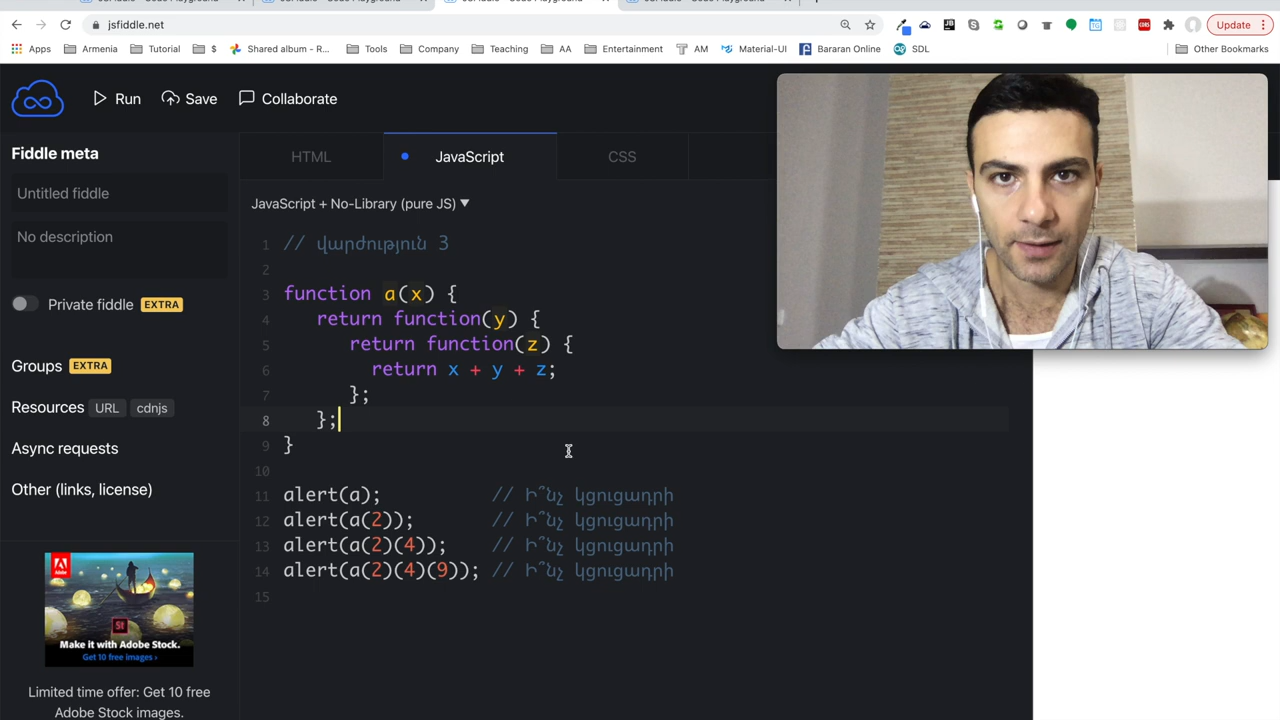 jsfiddle.net
Update
Apps Armenia Tutorial $ Shared album - R... Tools Company Teaching AA Entertainment AM Material-UI Bararan Online SDL Other Bookmarks
Run Save Collaborate
Fiddle meta
Untitled fiddle
No description
Private fiddle EXTRA
Groups EXTRA
Resources URL cdnjs
Async requests
Other (links, license)
Make it with Adobe Stock.
Get 10 free images ›
Limited time offer: Get 10 free
Adobe Stock images.
HTML JavaScript CSS
JavaScript + No-Library (pure JS) ▼
1 // վարժություն 3
2
3 function a(x) {
4 return function(y) {
5 return function(z) {
6 return x + y + z;
7 };
8 };
9 }
10
11 alert(a); // Ի՞նչ կցուցադրի
12 alert(a(2)); // Ի՞նչ կցուցադրի
13 alert(a(2)(4)); // Ի՞նչ կցուցադրի
14 alert(a(2)(4)(9)); // Ի՞նչ կցուցադրի
15